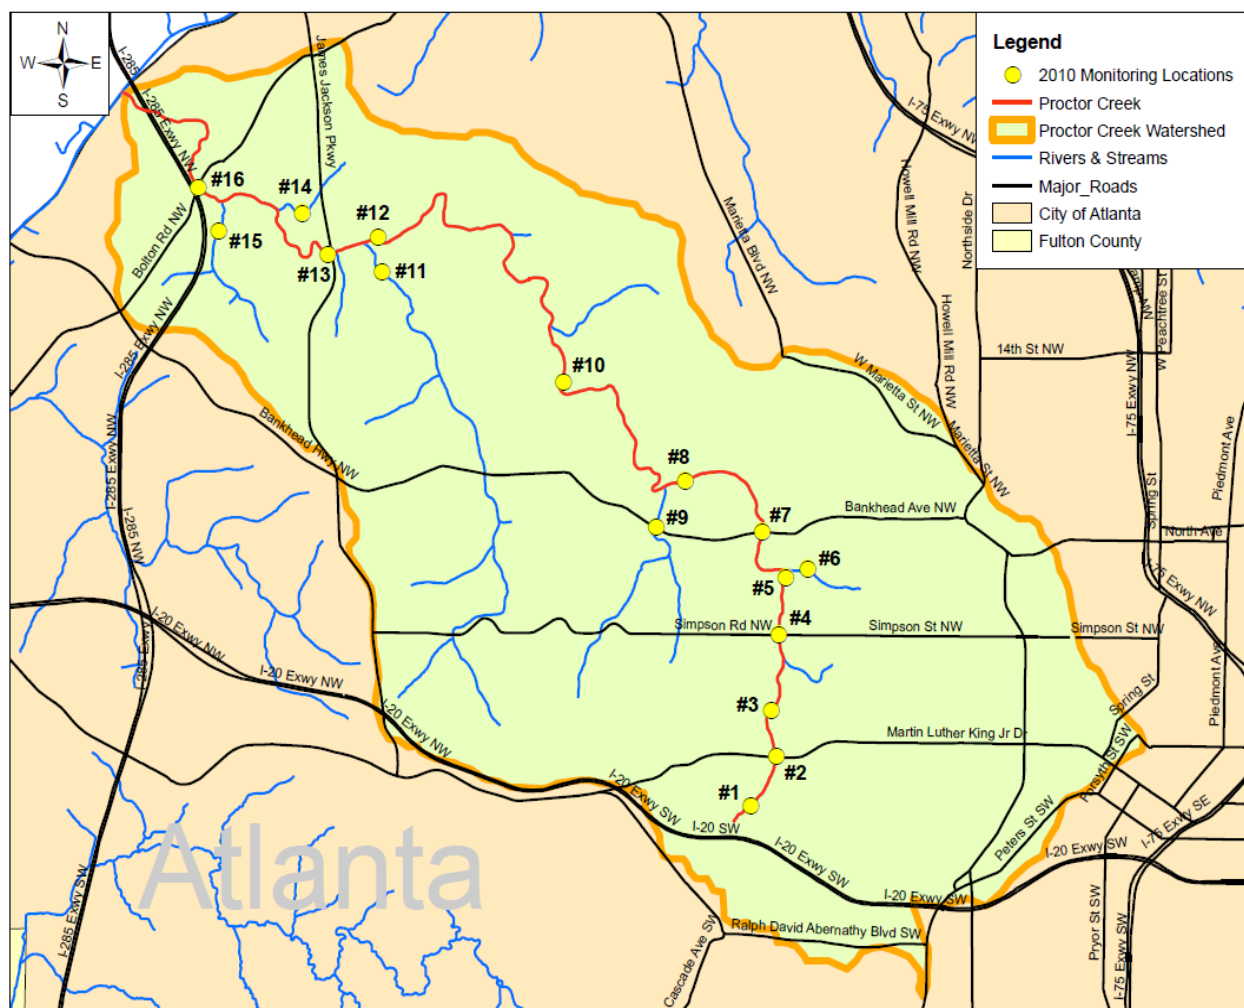 N
W E
S
Legend
2010 Monitoring Locations
Proctor Creek
Proctor Creek Watershed
Rivers & Streams
Major_Roads
City of Atlanta
Fulton County
I-285
I-285 Exwy NW
James Jackson Pkwy
I-75 Exwy NW
Howell Mill Rd NW
Northside Dr
Marietta Blvd NW
#16
#14
#12
#15
#13
#11
Bolton Rd NW
I-285 Exwy NW
W Peachtree St
14th St NW
Howell Mill Rd NW
W Marietta St NW
I-75 Exwy NW
#10
Marietta St NW
Piedmont Ave
Bankhead Hwy NW
I-285 Exwy NW
#8
Spring St
#9
#7
Bankhead Ave NW
North Ave
I-285 NW
#6
#5
I-75 Exwy NW
I-20 Exwy NW
#4
Simpson Rd NW
Simpson St NW
Simpson St NW
285 Exwy
I-20 Exwy NW
Piedmont Ave
Spring St
#3
I-20 Exwy NW
Martin Luther King Jr Dr
#2
Forsyth St SW
I-20 Exwy SW
#1
I-20 SW
Peters St SW
I-75 Exwy SE
I-20 Exwy SW
I-20 Exwy SW
Atlanta
I-20 Exwy SW
I-285 Exwy SW
Ralph David Abernathy Blvd SW
Cascade Ave SW
Pryor St SW
I-75 Exwy SW